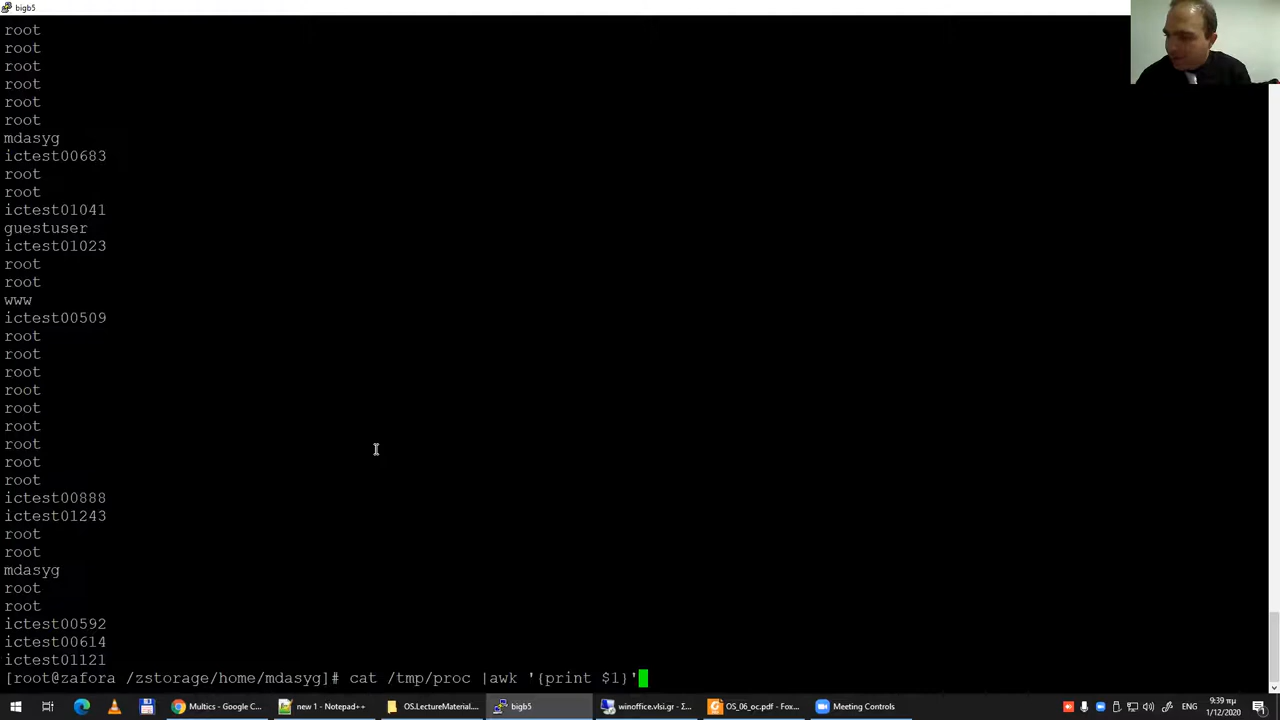 bigb5
root
root
root
root
root
root
mdasyg
ictest00683
root
root
ictest01041
guestuser
ictest01023
root
root
www
ictest00509
root
root
root
root
root
root
root
root
root
ictest00888
ictest01243
root
root
mdasyg
root
root
ictest00592
ictest00614
ictest01121
[root@zafora /zstorage/home/mdasyg]# cat /tmp/proc |awk '{print $1}'
Multics - Google C... new 1 - Notepad++ OS.LectureMaterial... bigb5 winoffice.vlsi.gr - Σ... OS_06_oc.pdf - Fox... Meeting Controls ΕΝG 9:39 πμ
1/12/2020